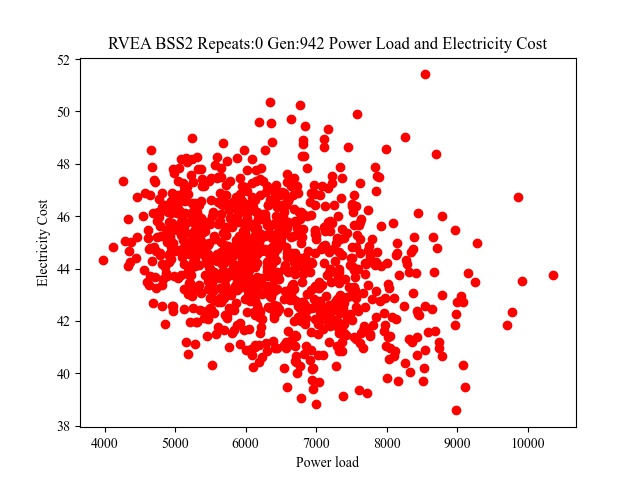 RVEA BSS2 Repeats:0 Gen:942 Power Load and Electricity Cost
52
50
48
46
44
42
40
38
Electricity Cost
4000 5000 6000 7000 8000 9000 10000
Power load